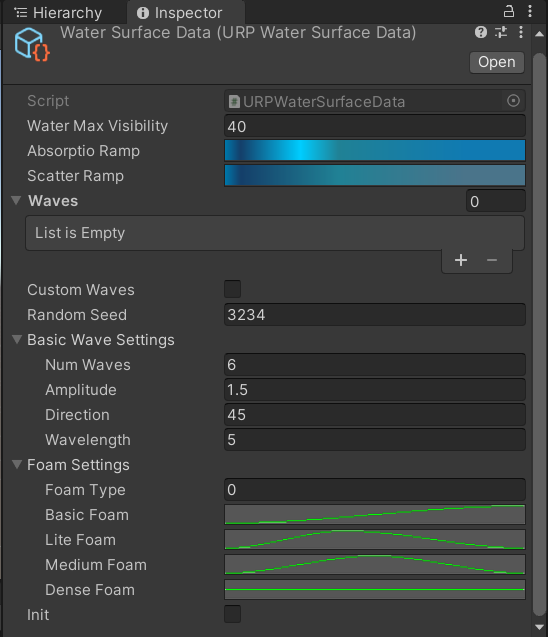 Hierarchy Inspector
Water Surface Data (URP Water Surface Data)
Open
Script URPWaterSurfaceData
Water Max Visibility 40
Absorptio Ramp
Scatter Ramp
Waves 0
List is Empty
Custom Waves
Random Seed 3234
Basic Wave Settings
Num Waves 6
Amplitude 1.5
Direction 45
Wavelength 5
Foam Settings
Foam Type 0
Basic Foam
Lite Foam
Medium Foam
Dense Foam
Init